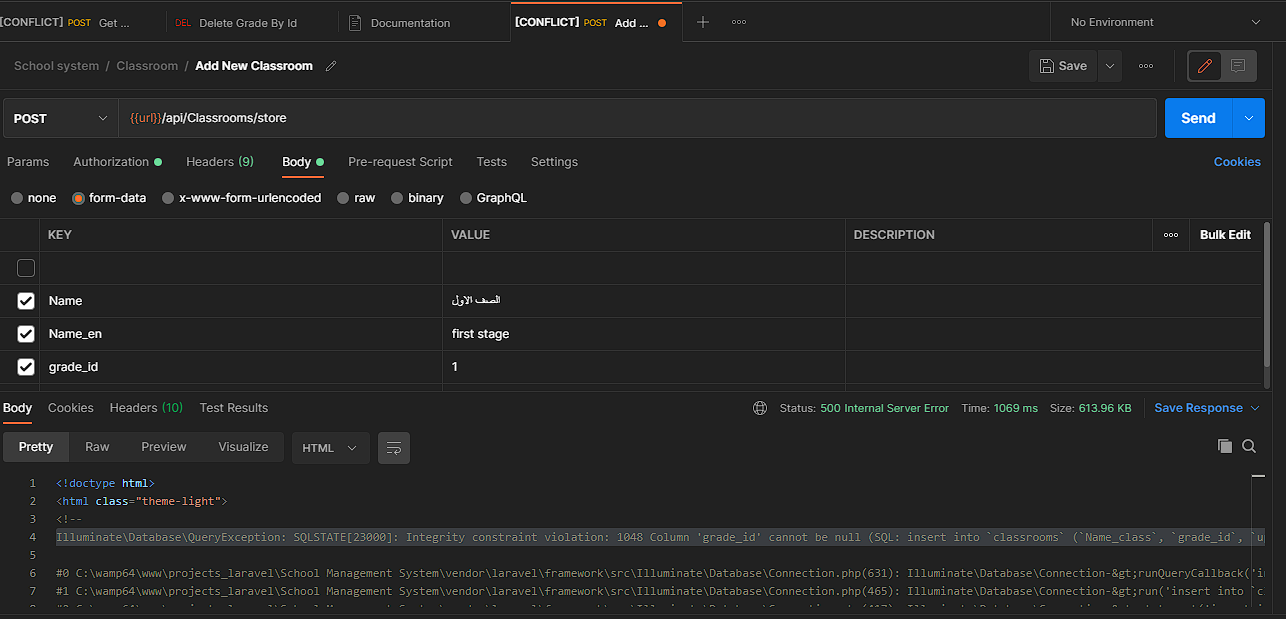 [CONFLICT] POST Get ... DEL Delete Grade By Id Documentation [CONFLICT] POST Add ... No Environment
School system / Classroom / Add New Classroom Save
POST {{url}}/api/Classrooms/store Send
Params Authorization Headers (9) Body Pre-request Script Tests Settings Cookies
none form-data x-www-form-urlencoded raw binary GraphQL
KEY VALUE DESCRIPTION Bulk Edit
Name الصف الاول
Name_en first stage
grade_id 1
Body Cookies Headers (10) Test Results Status: 500 Internal Server Error Time: 1069 ms Size: 613.96 KB Save Response
Pretty Raw Preview Visualize HTML
1 <!doctype html>
2 <html class="theme-light">
3 <!--
4 Illuminate\Database\QueryException: SQLSTATE[23000]: Integrity constraint violation: 1048 Column 'grade_id' cannot be null (SQL: insert into `classrooms` (`Name_class`, `grade_id`, `up
5
6 #0 C:\wamp64\www\projects_laravel\School Management System\vendor\laravel\framework\src\Illuminate\Database\Connection.php(631): Illuminate\Database\Connection-&gt;runQueryCallback('in
7 #1 C:\wamp64\www\projects_laravel\School Management System\vendor\laravel\framework\src\Illuminate\Database\Connection.php(465): Illuminate\Database\Connection-&gt;run('insert into `c